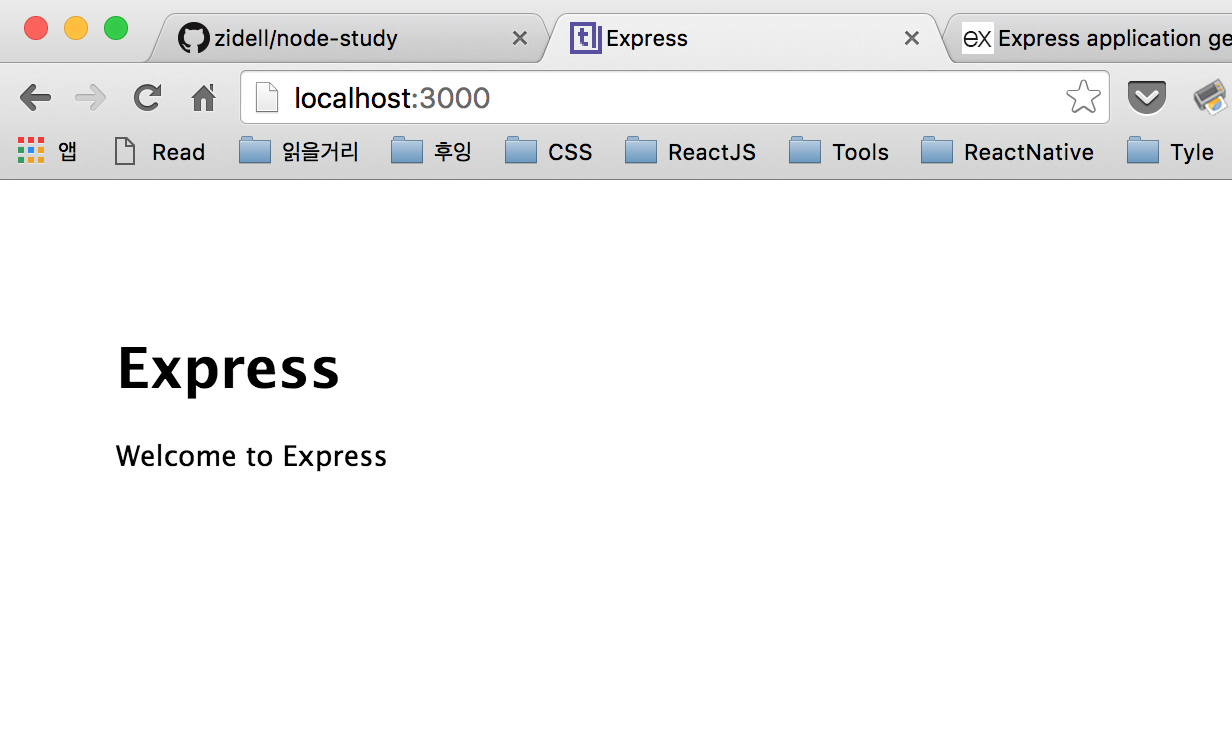 zidell/node-study
Express
Express application ge
localhost:3000
앱 Read 읽을거리 후잉 CSS ReactJS Tools ReactNative Tyle
Express
Welcome to Express